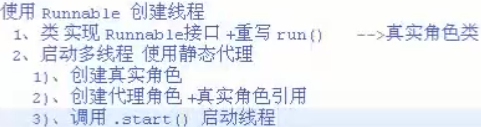 使用 Runnable 创建线程
1、类 实现 Runnable接口 +重写 run()    -->真实角色类
2、启动多线程 使用静态代理
1)、创建真实角色
2)、创建代理角色 +真实角色引用
3)、调用 .start() 启动线程